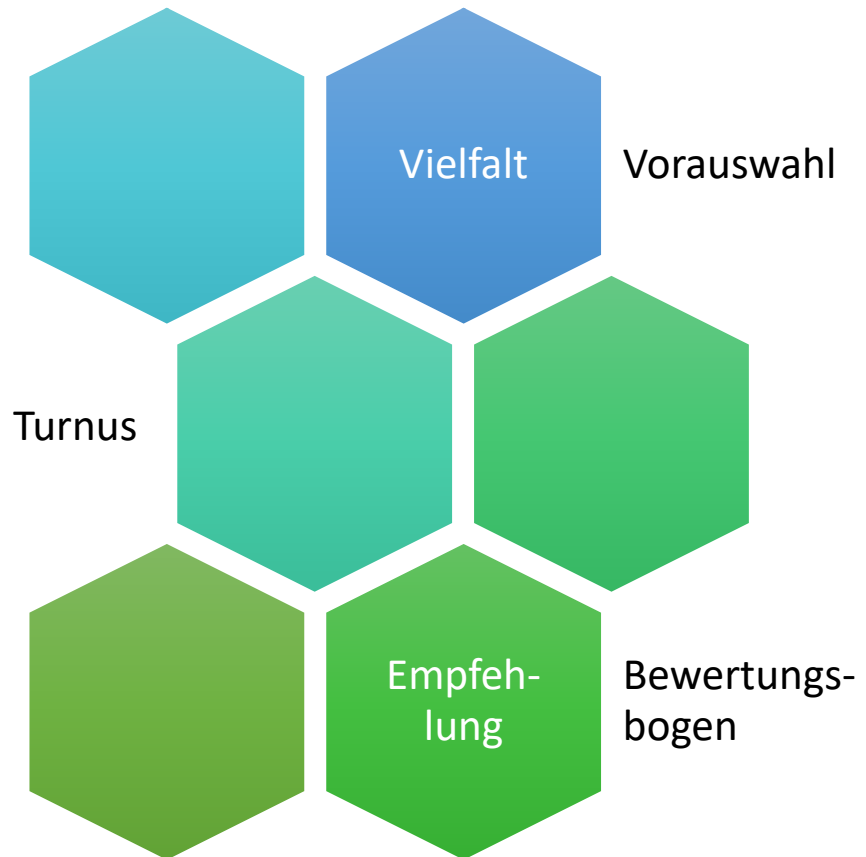 Vielfalt
Vorauswahl
Turnus
Empfeh-
lung
Bewertungs-
bogen